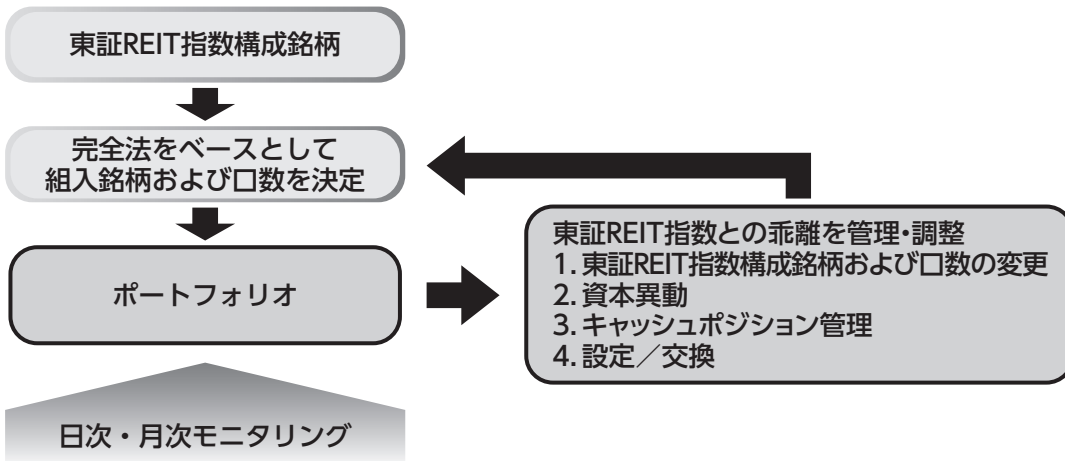 東証REIT指数構成銘柄
完全法をベースとして
組入銘柄および口数を決定
ポートフォリオ
東証REIT指数との乖離を管理・調整
1. 東証REIT指数構成銘柄および口数の変更
2. 資本異動
3. キャッシュポジション管理
4. 設定／交換
日次・月次モニタリング